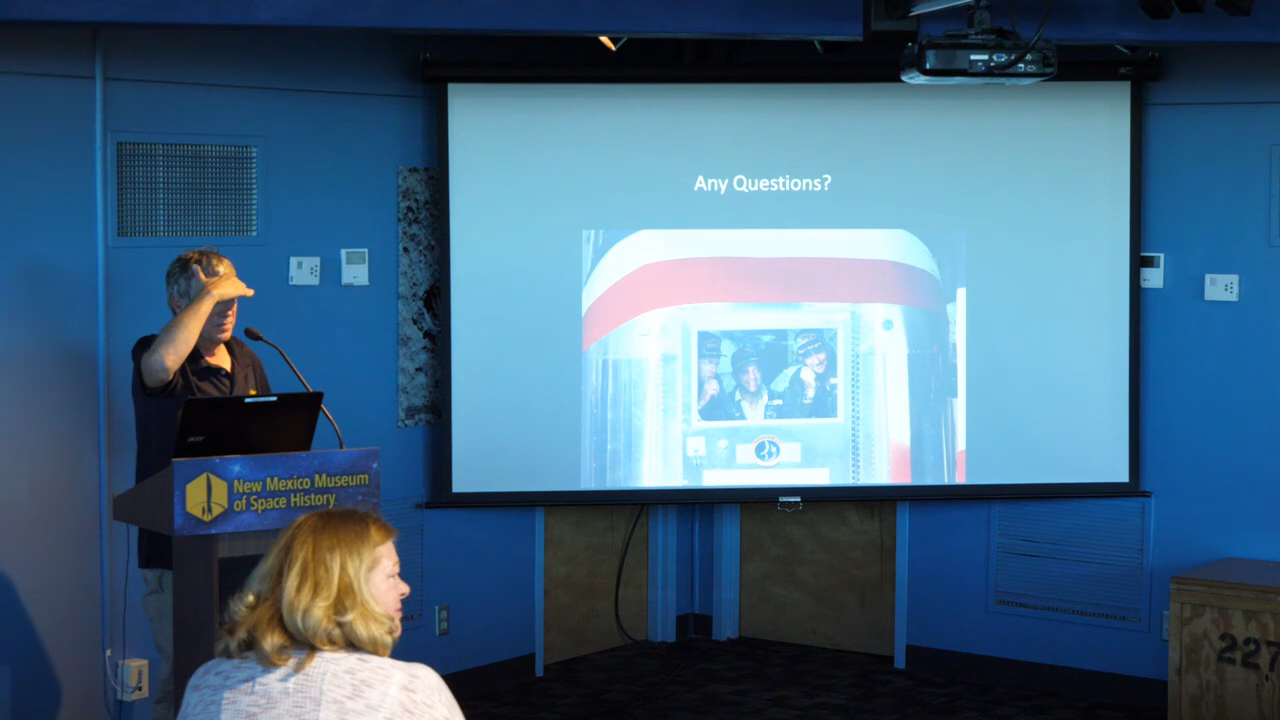 Any Questions?
New Mexico Museum
of Space History
acer
227